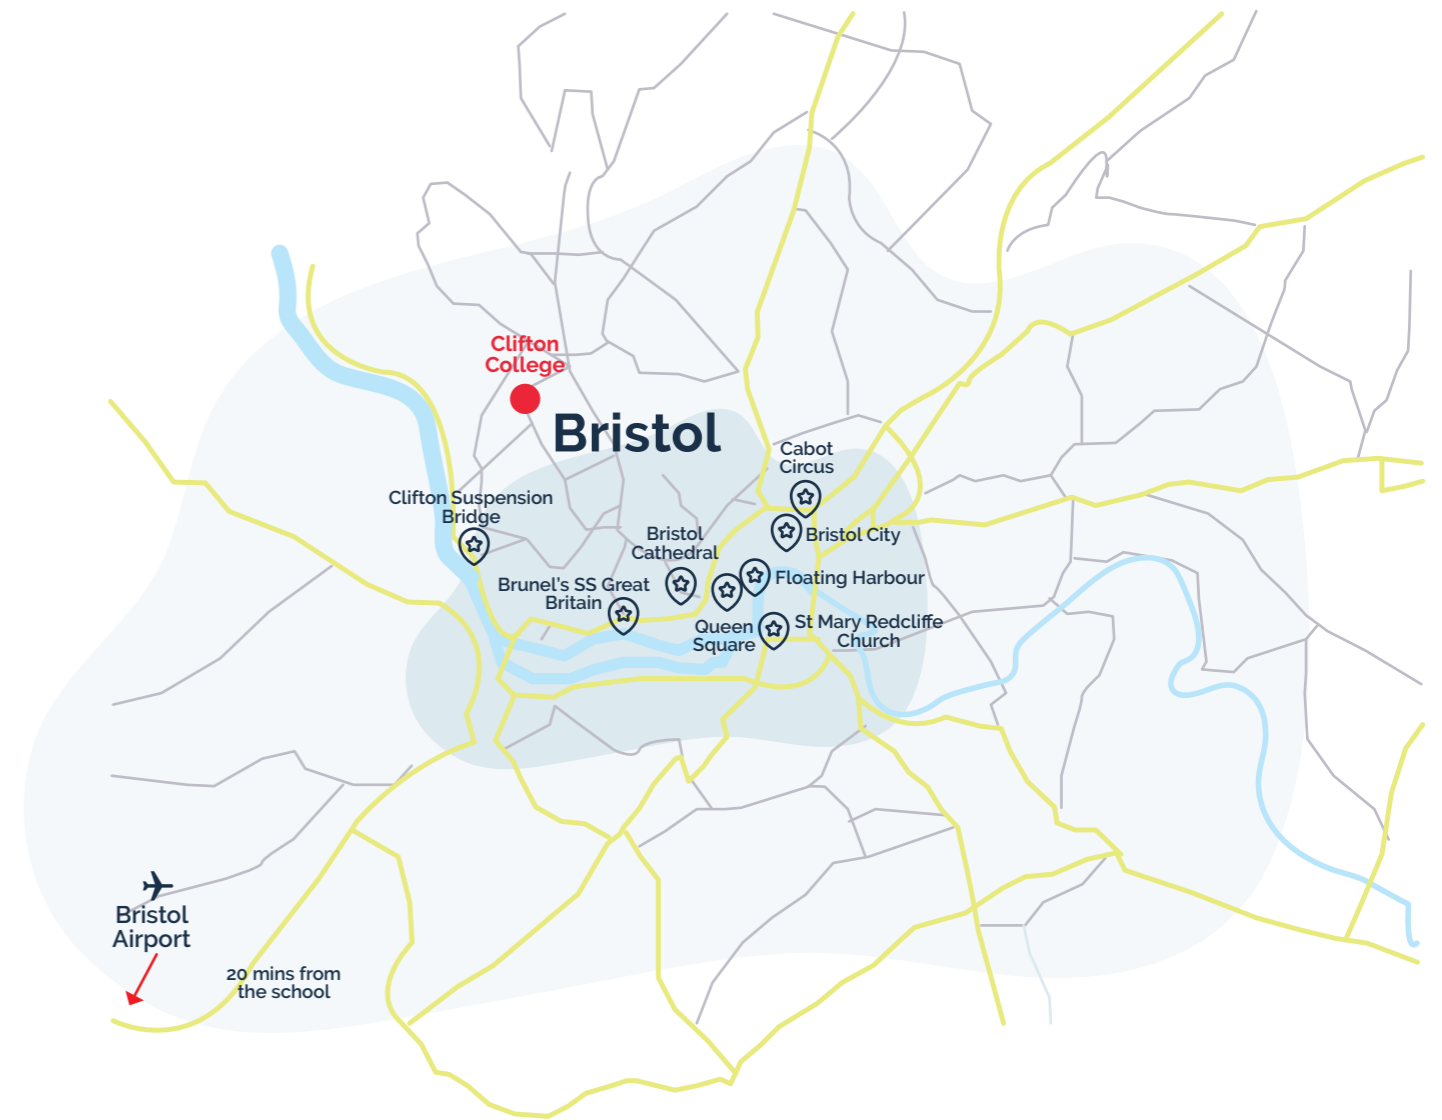 Clifton
College
Bristol
Cabot
Circus
Clifton Suspension
Bridge
Bristol
Cathedral
Bristol City
Brunel's SS Great
Britain
Floating Harbour
Queen
Square
St Mary Redcliffe
Church
Bristol
Airport
20 mins from
the school